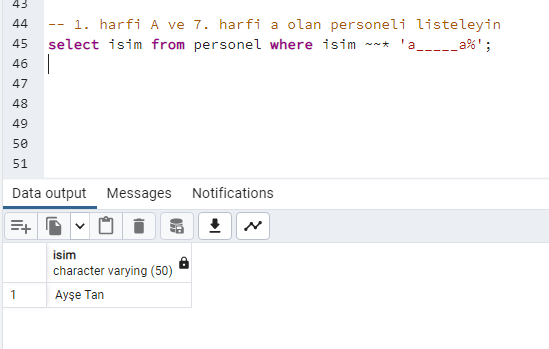 43
44 -- 1. harfi A ve 7. harfi a olan personeli listeleyin
45 select isim from personel where isim ~~* 'a_____a%';
46
47
48
49
50
51
Data output Messages Notifications
isim
character varying (50)
1 Ayşe Tan